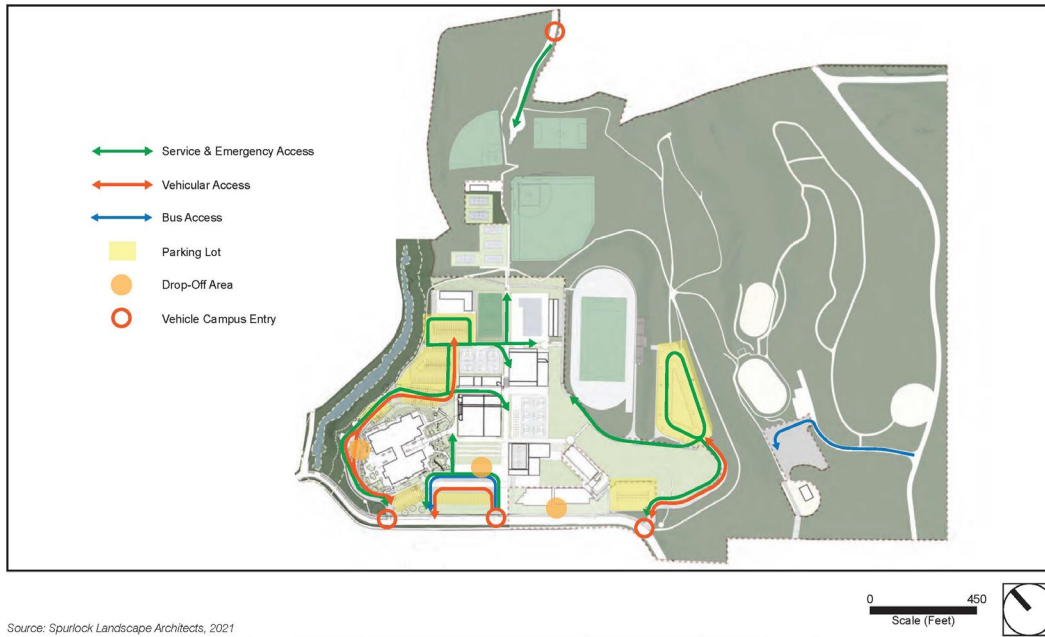 Service & Emergency Access
Vehicular Access
Bus Access
Parking Lot
Drop-Off Area
Vehicle Campus Entry
0 450
Scale (Feet)
Source: Spurlock Landscape Architects, 2021